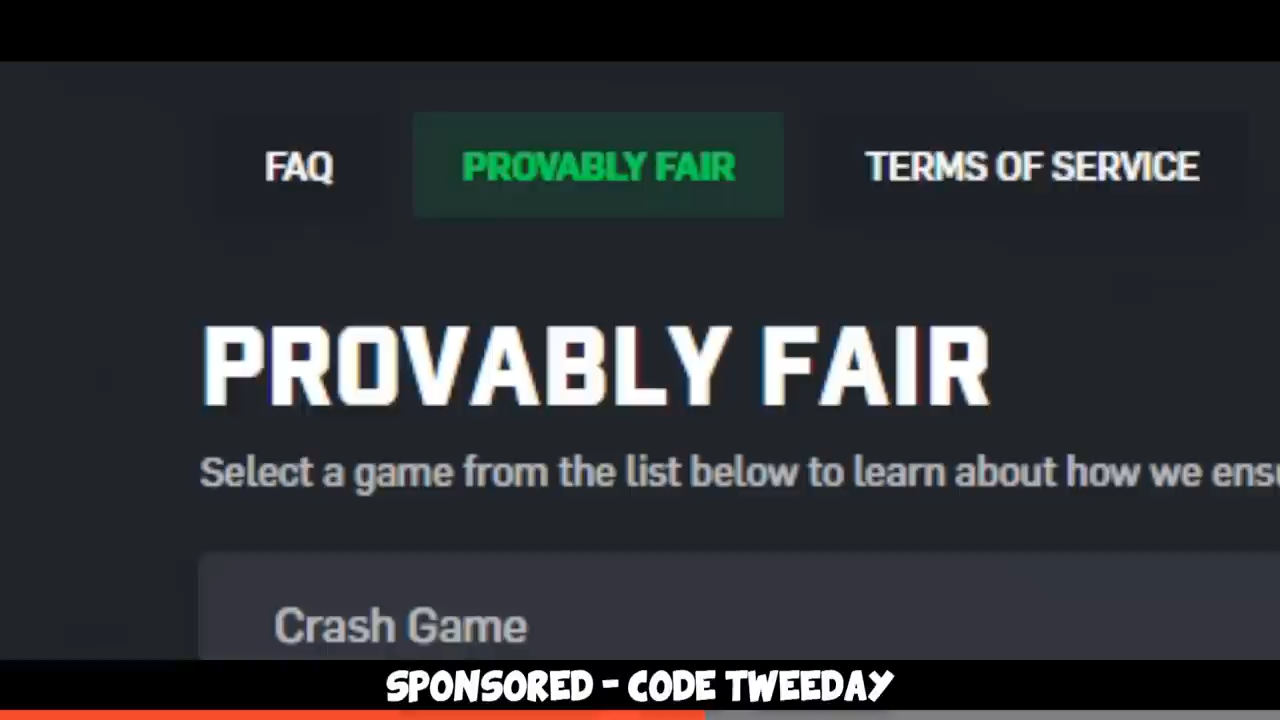 FAQ PROVABLY FAIR TERMS OF SERVICE
PROVABLY FAIR
Select a game from the list below to learn about how we
Crash Game
SPONSORED - CODE TWEEDAY